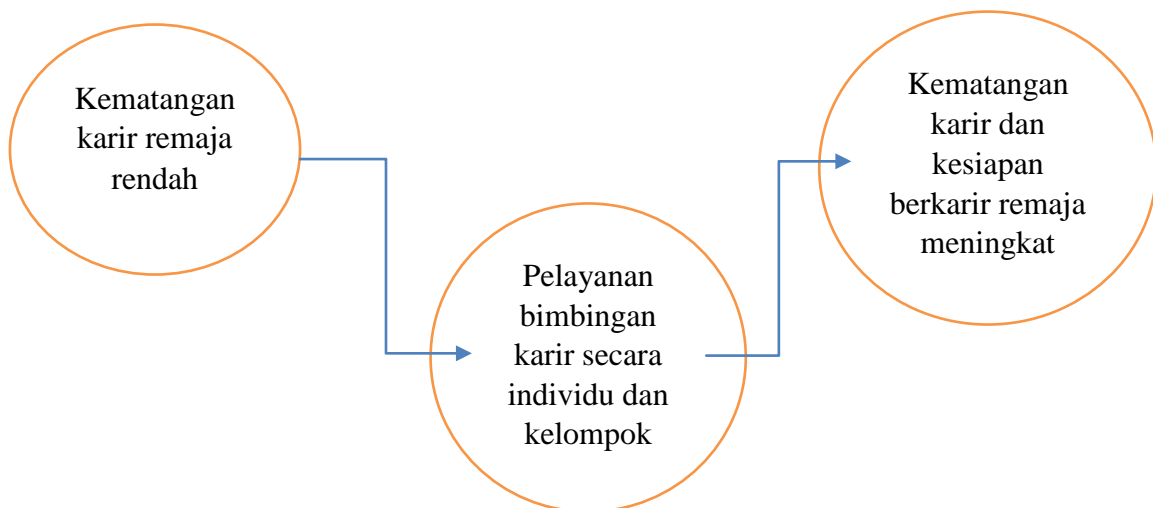 Kematangan
karir remaja
rendah
Pelayanan
bimbingan
karir secara
individu dan
kelompok
Kematangan
karir dan
kesiapan
berkarir remaja
meningkat